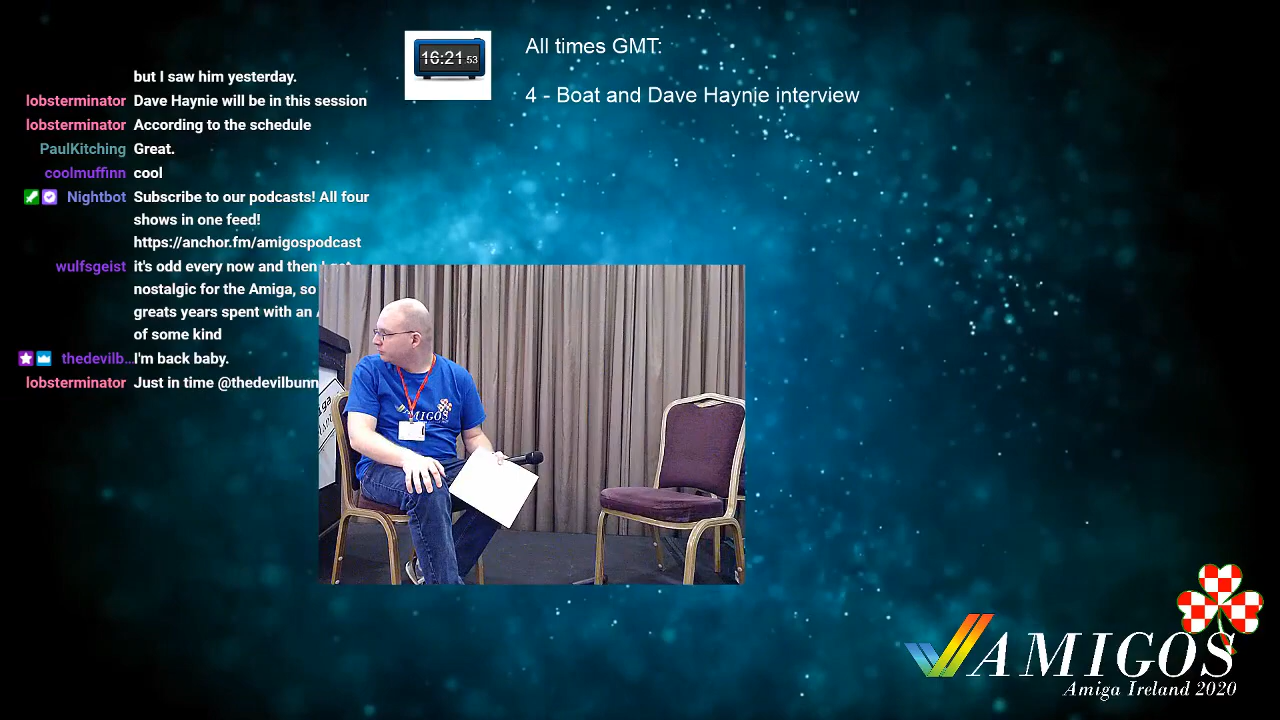 but I saw him yesterday.
lobsterminator Dave Haynie will be in this session
lobsterminator According to the schedule
PaulKitching Great.
coolmuffinn cool
Nightbot Subscribe to our podcasts! All four
shows in one feed!
https://anchor.fm/amigospodcast
wulfsgeist it's odd every now and then
nostalgic for the Amiga, so
greats years spent with an
of some kind
thedevilb... I'm back baby.
lobsterminator Just in time @thedevilbunn
16:21 53
All times GMT:
4 - Boat and Dave Haynie interview
AMIGOS
AMIGOS
Amiga Ireland 2020